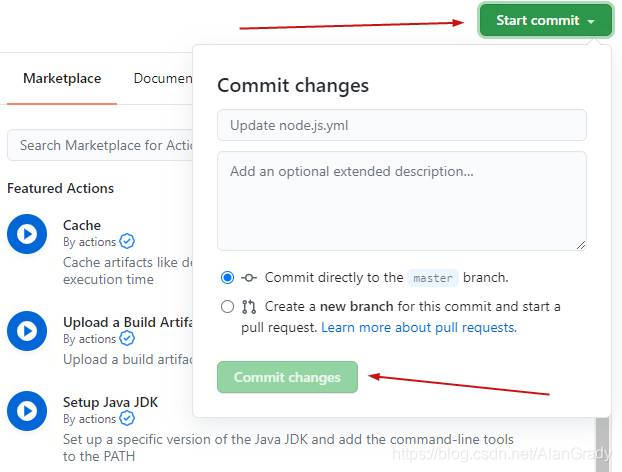 Start commit
Marketplace
Documen
Commit changes
Update node.js.yml
Add an optional extended description...
Search Marketplace for Actio
Featured Actions
Cache
By actions
Cache artifacts like de
execution time
Commit directly to the master branch.
Create a new branch for this commit and start a
pull request. Learn more about pull requests.
Upload a Build Artifa
By actions
Upload a build artifac
Commit changes
Setup Java JDK
By actions
Set up a specific version of the Java JDK and add the command-line tools
to the PATH
https://blog.csdn.net/AlanGrady